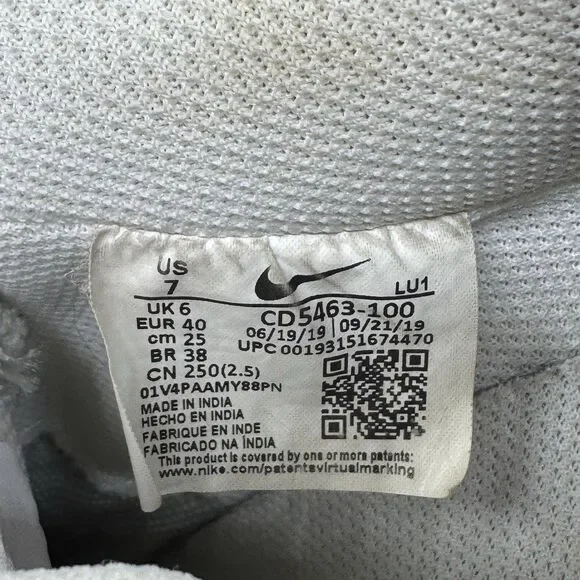 US
7
LU1
UK 6
CD5463-100
EUR 40
06/19/19 09/21/19
cm 25
UPC 00193151674470
BR 38
CN 250(2.5)
01V4PAAMY88PN
MADE IN INDIA
HECHO EN INDIA
FABRIQUE EN INDE
FABRICADO NA ÍNDIA
This product is covered by one or more patents:
www.nike.com/patentsvirtualmarking